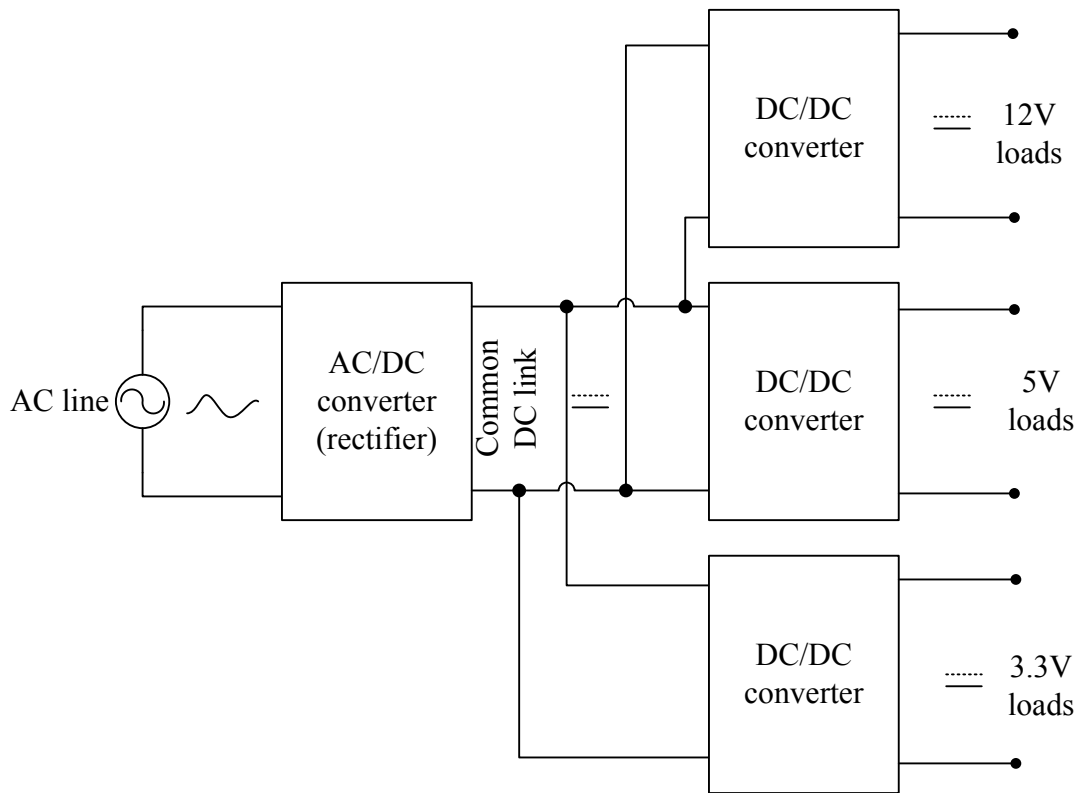 AC line
AC/DC
converter
(rectifier)
Common
DC link
DC/DC
converter
12V
loads
DC/DC
converter
5V
loads
DC/DC
converter
3.3V
loads